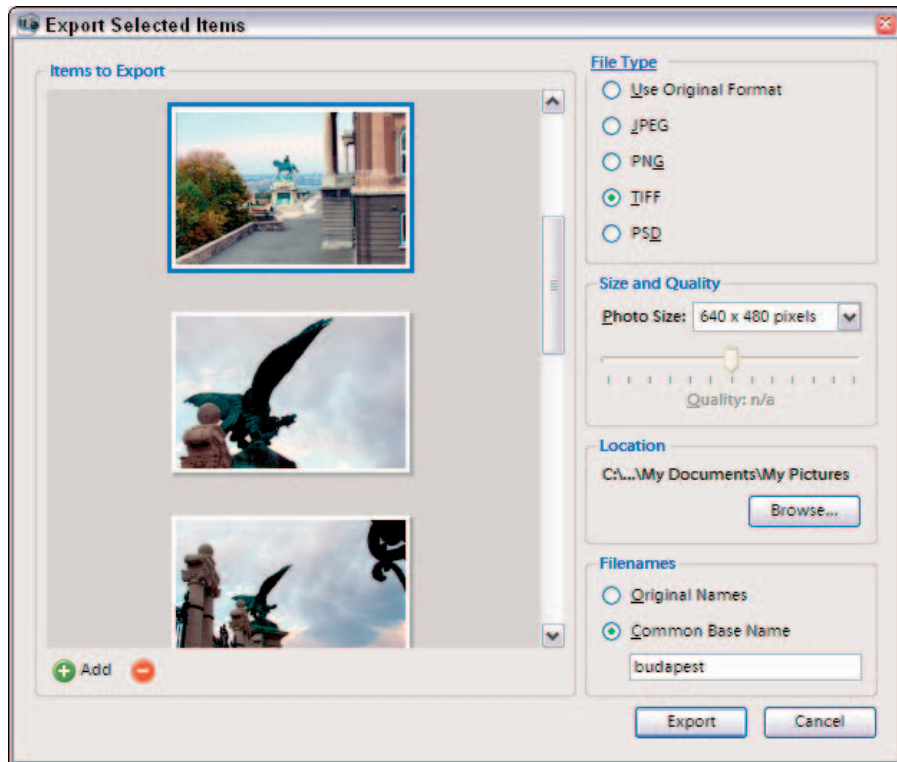 Export Selected Items
Items to Export
Add
File Type
Use Original Format
JPEG
PNG
TIFF
PSD
Size and Quality
Photo Size: 640 x 480 pixels
Quality: n/a
Location
C:\...\My Documents\My Pictures
Browse...
Filenames
Original Names
Common Base Name
budapest
Export Cancel